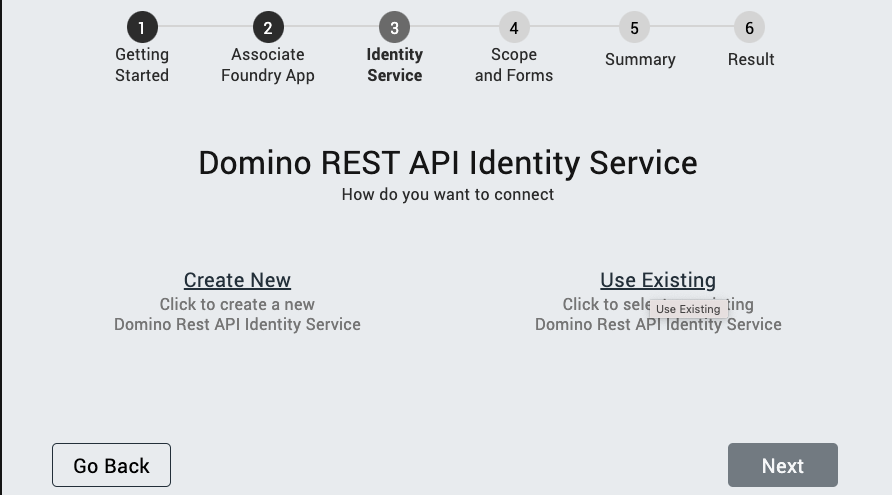 1 2 3 4 5 6
Getting Associate Identity Scope Summary Result
Started Foundry App Service and Forms
Domino REST API Identity Service
How do you want to connect
Create New Use Existing
Click to create a new Click to ting
Domino Rest API Identity Service Use Existing Domino Rest API Identity Service
Go Back Next